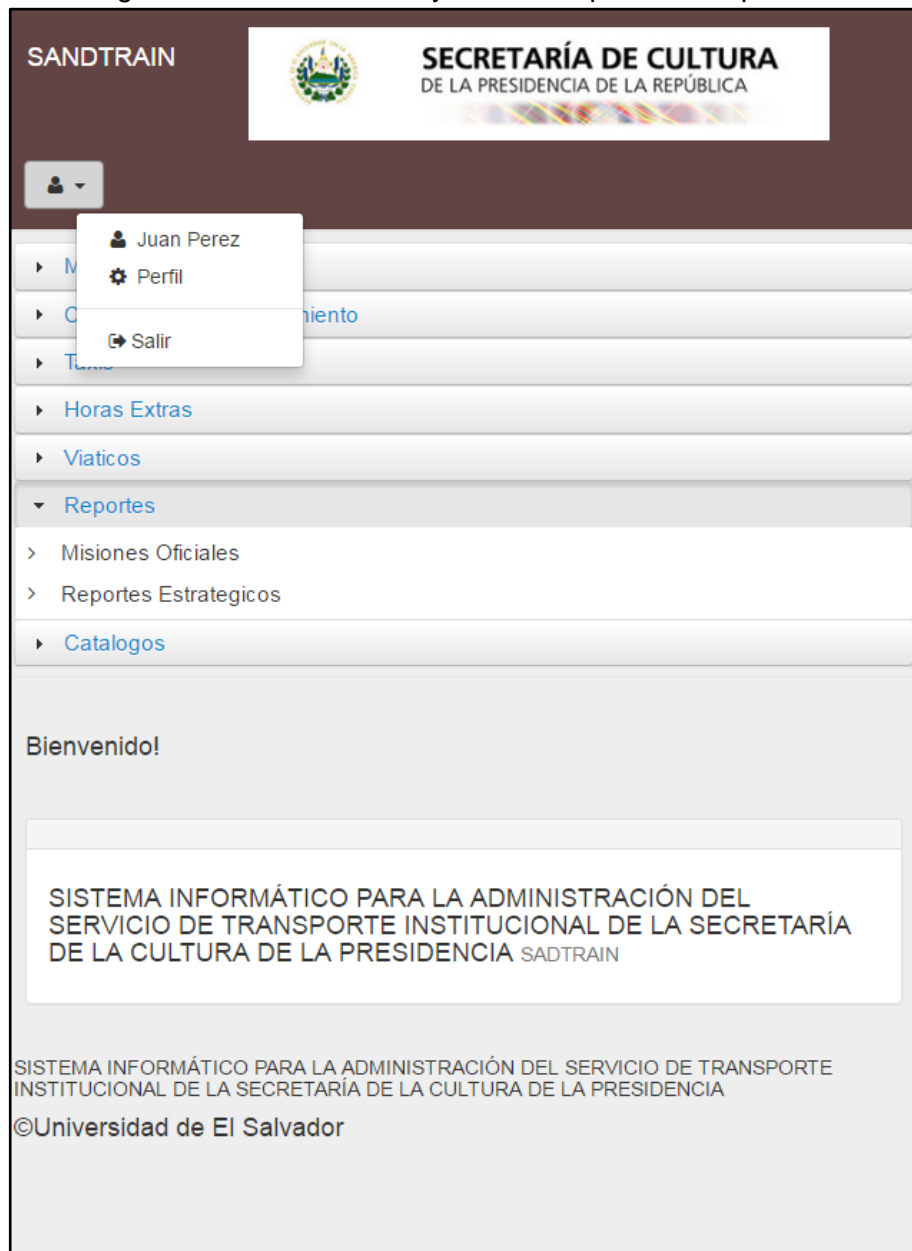 SANDTRAIN
SECRETARÍA DE CULTURA
DE LA PRESIDENCIA DE LA REPÚBLICA
Juan Perez
Perfil
miento
Salir
Horas Extras
Viaticos
Reportes
Misiones Oficiales
Reportes Estrategicos
Catalogos
Bienvenido!
SISTEMA INFORMÁTICO PARA LA ADMINISTRACIÓN DEL
SERVICIO DE TRANSPORTE INSTITUCIONAL DE LA SECRETARÍA
DE LA CULTURA DE LA PRESIDENCIA SADTRAIN
SISTEMA INFORMÁTICO PARA LA ADMINISTRACIÓN DEL SERVICIO DE TRANSPORTE
INSTITUCIONAL DE LA SECRETARÍA DE LA CULTURA DE LA PRESIDENCIA
©Universidad de El Salvador